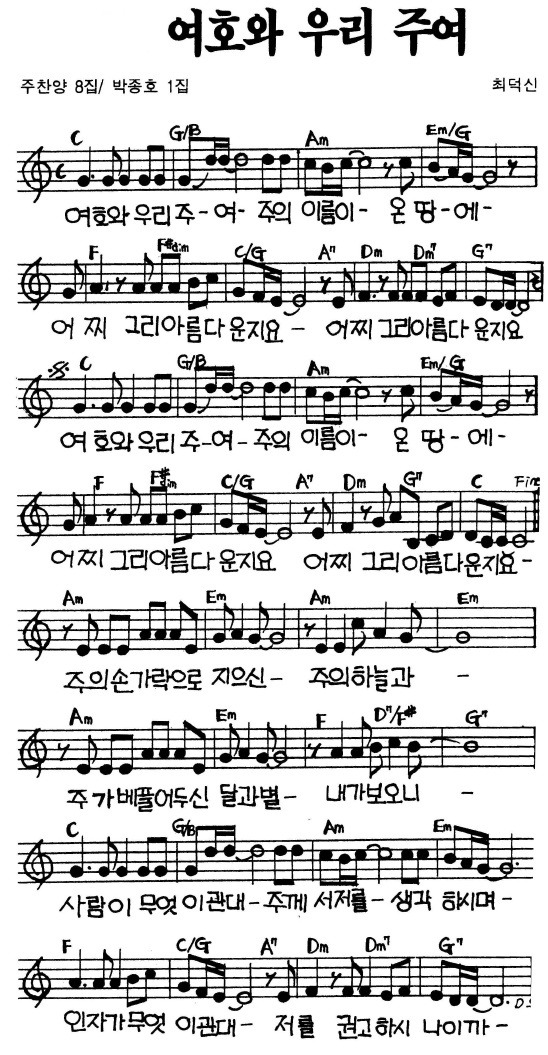 여호와 우리 주여
주찬양 8집/ 박종호 1집
최덕신
C G/B Am Em/G
여호와 우리 주-여- 주의 이름이- 온 땅-에-
F F#dim C/G A7 Dm Dm7 G7
어 찌 그리아름다 운지요- 어찌 그리아름다 운지요
C G/B Am Em/G
여호와 우리 주-여- 주의 이름이- 온 땅-에-
F F#dim C/G A7 Dm G7 C Fine
어찌 그리아름다 운지요 어찌 그리아름다운지요-
Am Em Am Em
주의손가락으로 지으신- 주의하늘과 -
Am Em F D7/F# G7
주가베풀어두신 달과별- 내가보오니 -
C G/B Am Em
사람이 무엇 이관대- 주께 서저를- 생각 하시며-
F C/G A7 Dm Dm7 G7
D.S
인자가무엇 이관대- 저를 권고하시 나이까-